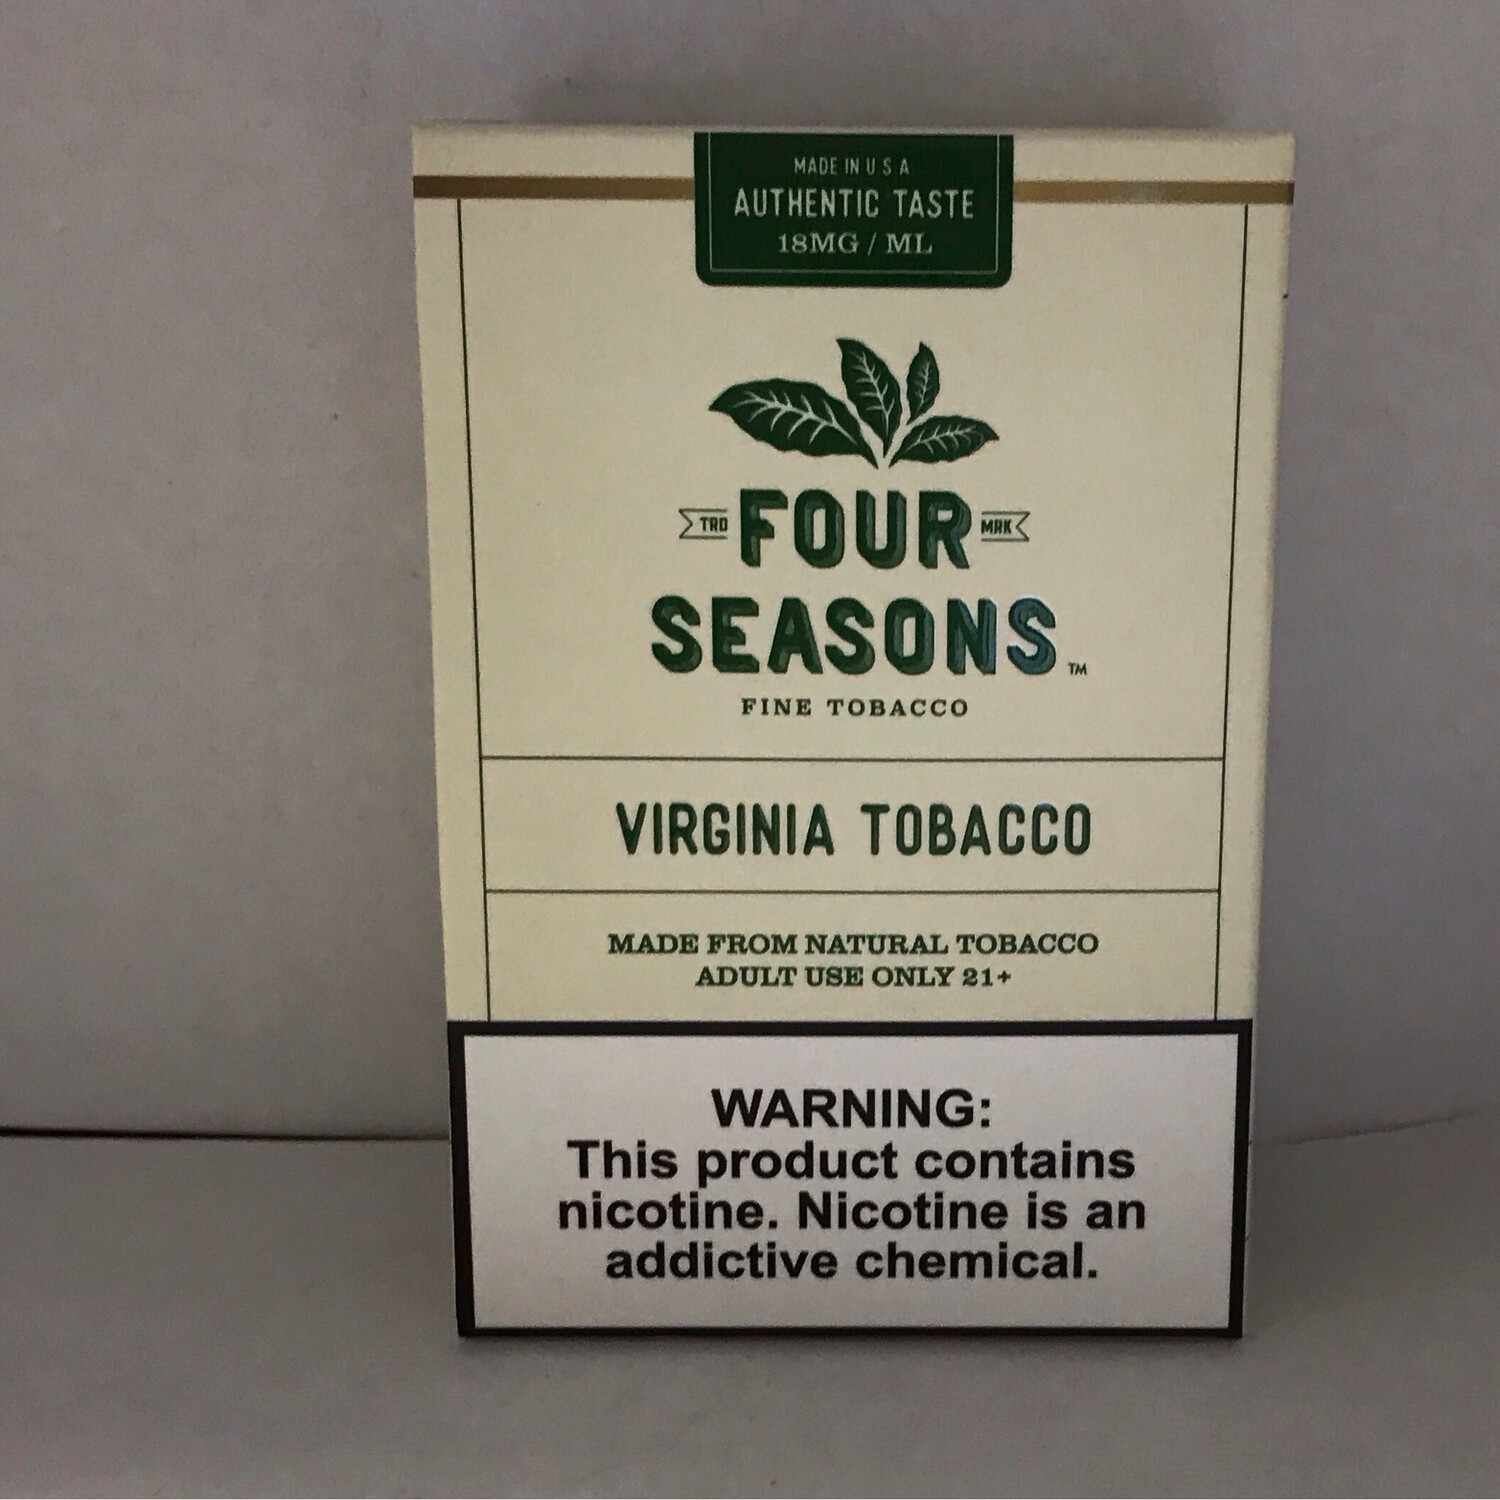 MADE IN U S A
AUTHENTIC TASTE
18MG / ML
TRD FOUR MRK
SEASONS TM
FINE TOBACCO
VIRGINIA TOBACCO
MADE FROM NATURAL TOBACCO
ADULT USE ONLY 21+
WARNING:
This product contains
nicotine. Nicotine is an
addictive chemical.